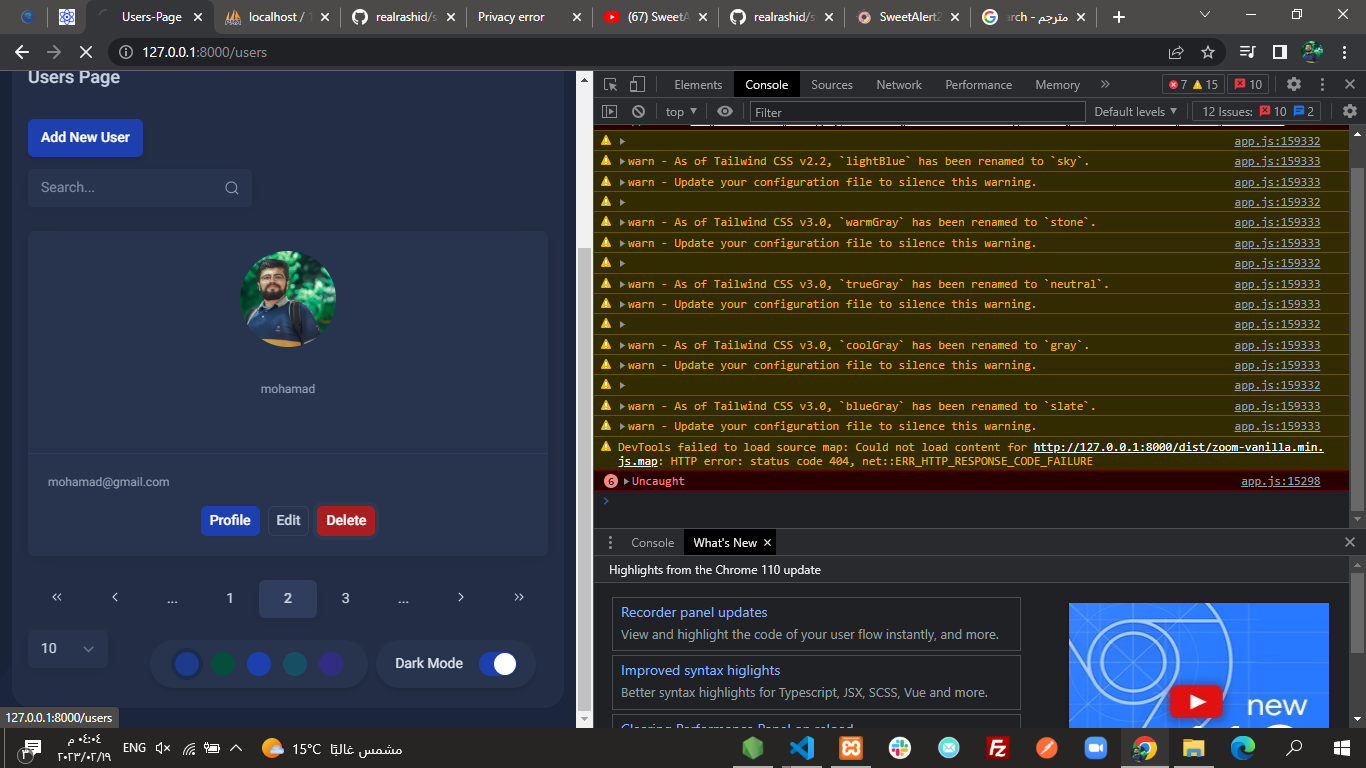 Users-Page
localhost / 1
realrashid/s
Privacy error
(67) SweetA
realrashid/s
SweetAlert2
مترجم - arch
127.0.0.1:8000/users
Users Page
Add New User
Search...
mohamad
mohamad@gmail.com
Profile Edit Delete
« ‹ ... 1 2 3 ... › »
10
Dark Mode
127.0.0.1:8000/users
Elements Console Sources Network Performance Memory » 7 15 10
top Filter Default levels 12 Issues: 10 2
app.js:159332
warn - As of Tailwind CSS v2.2, `lightBlue` has been renamed to `sky`. app.js:159333
warn - Update your configuration file to silence this warning. app.js:159333
app.js:159332
warn - As of Tailwind CSS v3.0, `warmGray` has been renamed to `stone`. app.js:159333
warn - Update your configuration file to silence this warning. app.js:159333
app.js:159332
warn - As of Tailwind CSS v3.0, `trueGray` has been renamed to `neutral`. app.js:159333
warn - Update your configuration file to silence this warning. app.js:159333
app.js:159332
warn - As of Tailwind CSS v3.0, `coolGray` has been renamed to `gray`. app.js:159333
warn - Update your configuration file to silence this warning. app.js:159333
app.js:159332
warn - As of Tailwind CSS v3.0, `blueGray` has been renamed to `slate`. app.js:159333
warn - Update your configuration file to silence this warning. app.js:159333
DevTools failed to load source map: Could not load content for http://127.0.0.1:8000/dist/zoom-vanilla.min.
js.map: HTTP error: status code 404, net::ERR_HTTP_RESPONSE_CODE_FAILURE
6 Uncaught app.js:15298
Console What's New
Highlights from the Chrome 110 update
Recorder panel updates
View and highlight the code of your user flow instantly, and more.
Improved syntax higlights
Better syntax highlights for Typescript, JSX, SCSS, Vue and more.
new
٣
٠٤:٠٤ م
٢٠٢٣/٠٢/١٩
ENG
15°C
مشمس غالبًا